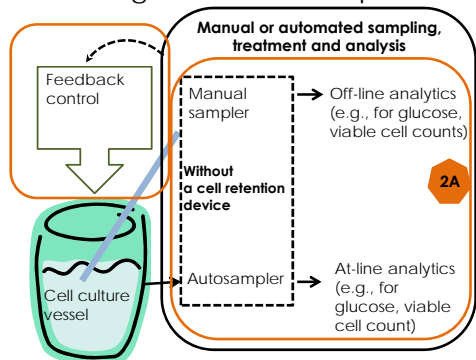 Manual or automated sampling,
treatment and analysis
Feedback
control
Manual
sampler
Off-line analytics
(e.g., for glucose,
viable cell counts)
Without
a cell retention
device
2A
Autosampler
At-line analytics
(e.g., for
glucose, viable
cell count)
Cell culture
vessel